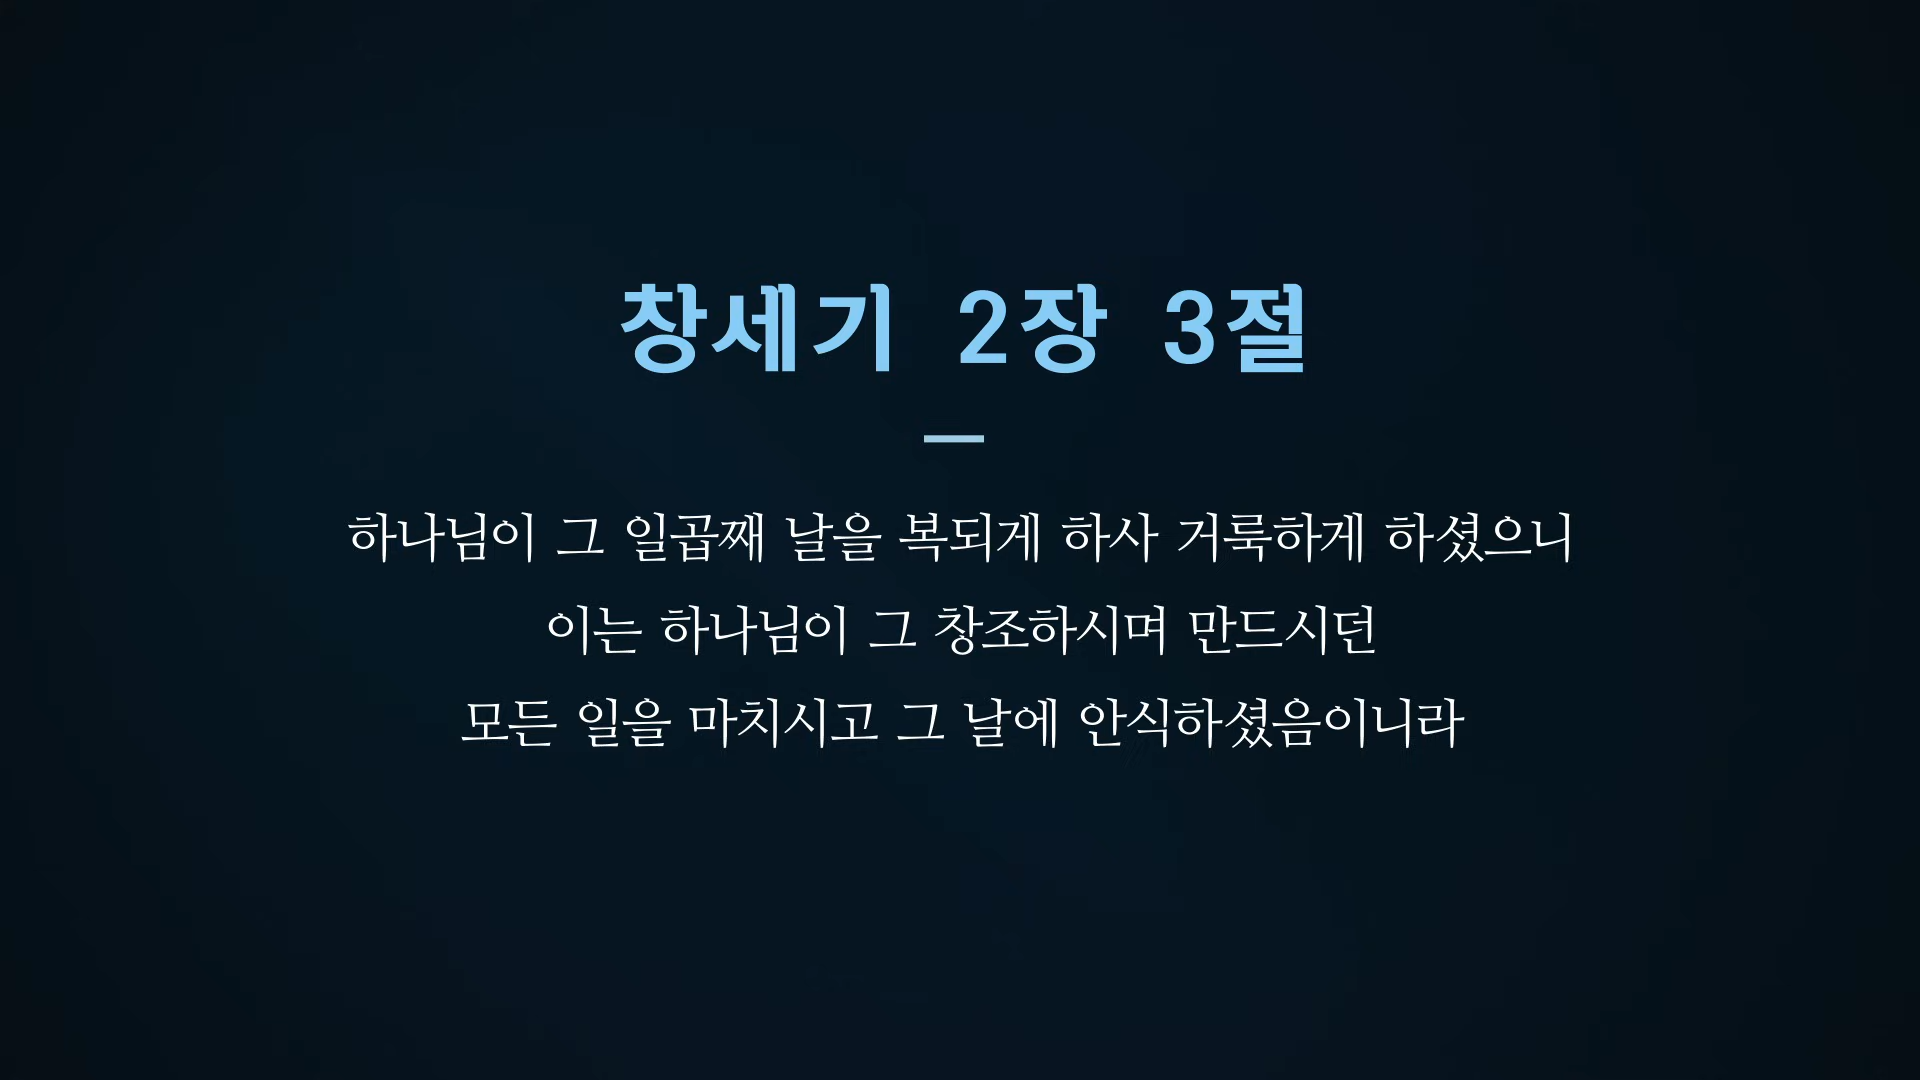 창세기 2장 3절
하나님이 그 일곱째 날을 복되게 하사 거룩하게 하셨으니
이는 하나님이 그 창조하시며 만드시던
모든 일을 마치시고 그 날에 안식하셨음이니라